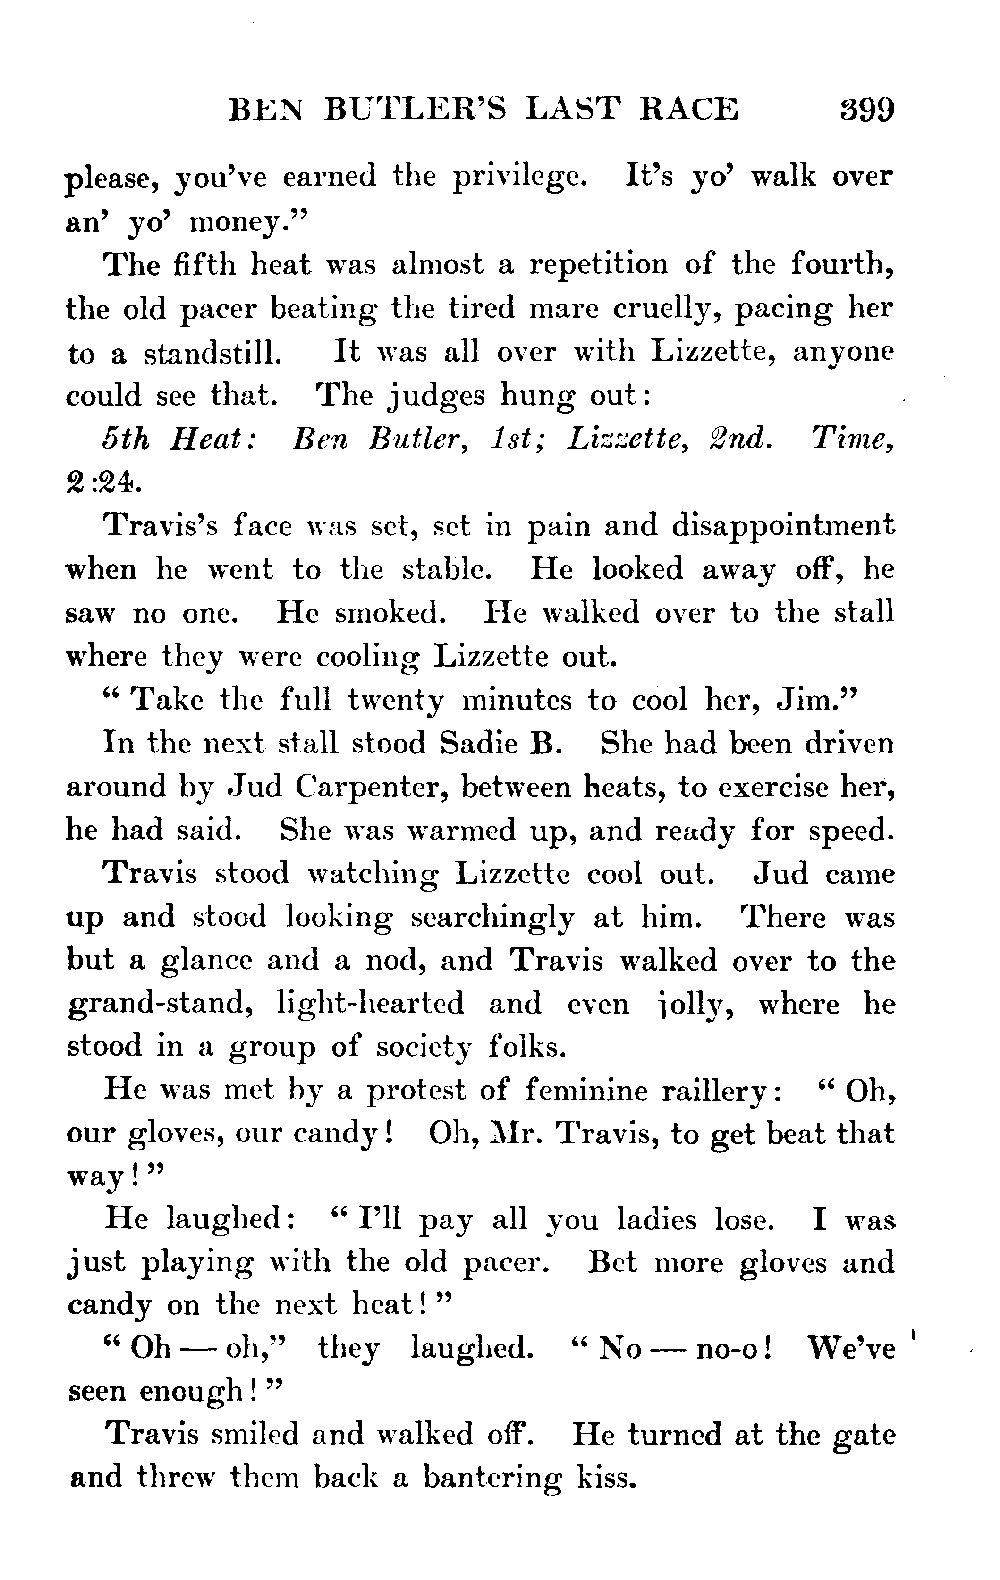 BEN BUTLER'S LAST RACE 399
please, you've earned the privilege. It's yo' walk over
an' yo' money."
The fifth heat was almost a repetition of the fourth,
the old pacer beating the tired mare cruelly, pacing her
to a standstill. It was all over with Lizzette, anyone
could see that. The judges hung out:
5th Heat: Ben Butler, 1st; Lizzette, 2nd. Time,
2:24.
Travis's face was set, set in pain and disappointment
when he went to the stable. He looked away off, he
saw no one. He smoked. He walked over to the stall
where they were cooling Lizzette out.
"Take the full twenty minutes to cool her, Jim."
In the next stall stood Sadie B. She had been driven
around by Jud Carpenter, between heats, to exercise her,
he had said. She was warmed up, and ready for speed.
Travis stood watching Lizzette cool out. Jud came
up and stood looking searchingly at him. There was
but a glance and a nod, and Travis walked over to the
grand-stand, light-hearted and even jolly, where he
stood in a group of society folks.
He was met by a protest of feminine raillery: "Oh,
our gloves, our candy! Oh, Mr. Travis, to get beat that
way!"
He laughed: "I'll pay all you ladies lose. I was
just playing with the old pacer. Bet more gloves and
candy on the next heat!"
"Oh — oh," they laughed. "No — no-o! We've
seen enough!"
Travis smiled and walked off. He turned at the gate
and threw them back a bantering kiss.